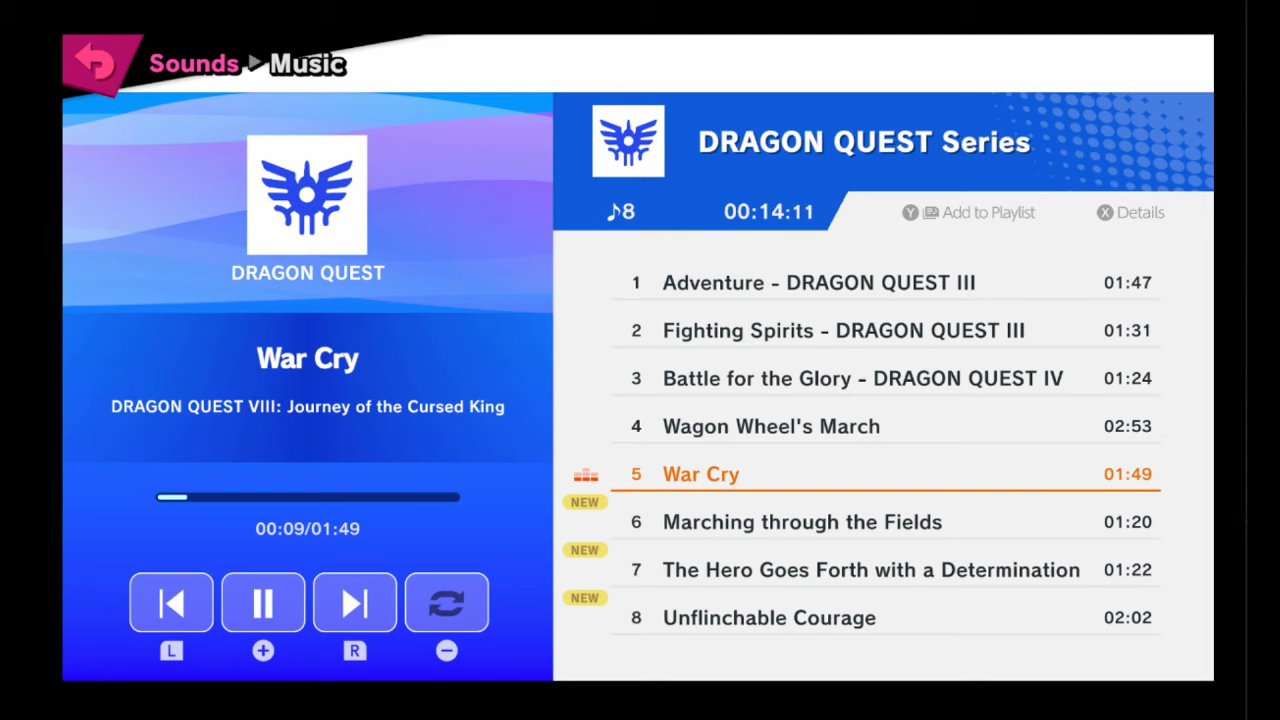 Sounds ▶ Music
DRAGON QUEST
War Cry
DRAGON QUEST VIII: Journey of the Cursed King
00:09/01:49
L + R −
DRAGON QUEST Series
♪8 00:14:11 Y Add to Playlist X Details
1 Adventure - DRAGON QUEST III 01:47
2 Fighting Spirits - DRAGON QUEST III 01:31
3 Battle for the Glory - DRAGON QUEST IV 01:24
4 Wagon Wheel's March 02:53
5 War Cry 01:49
NEW
6 Marching through the Fields 01:20
NEW
7 The Hero Goes Forth with a Determination 01:22
NEW
8 Unflinchable Courage 02:02